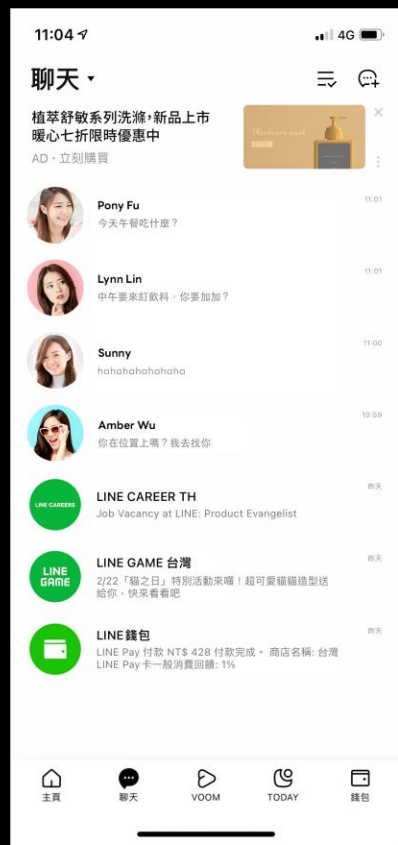 11:04
4G
聊天
植萃舒敏系列洗滌,新品上市
暖心七折限時優惠中
AD・立刻購買
Pony Fu
11:01
今天午餐吃什麼?
Lynn Lin
11:01
中午要來訂飲料,你要加加?
Sunny
11:00
hahahahahahaha
Amber Wu
10:59
你在位置上嗎?我去找你
LINE CAREERS
LINE CAREER TH
昨天
Job Vacancy at LINE: Product Evangelist
LINE
GAME
LINE GAME 台灣
昨天
2/22「貓之日」特別活動來囉!超可愛貓貓造型送
給你,快來看看吧
LINE錢包
昨天
LINE Pay 付款 NT$ 428 付款完成。 商店名稱: 台灣
LINE Pay 卡一般消費回饋: 1%
主頁
聊天
VOOM
TODAY
錢包